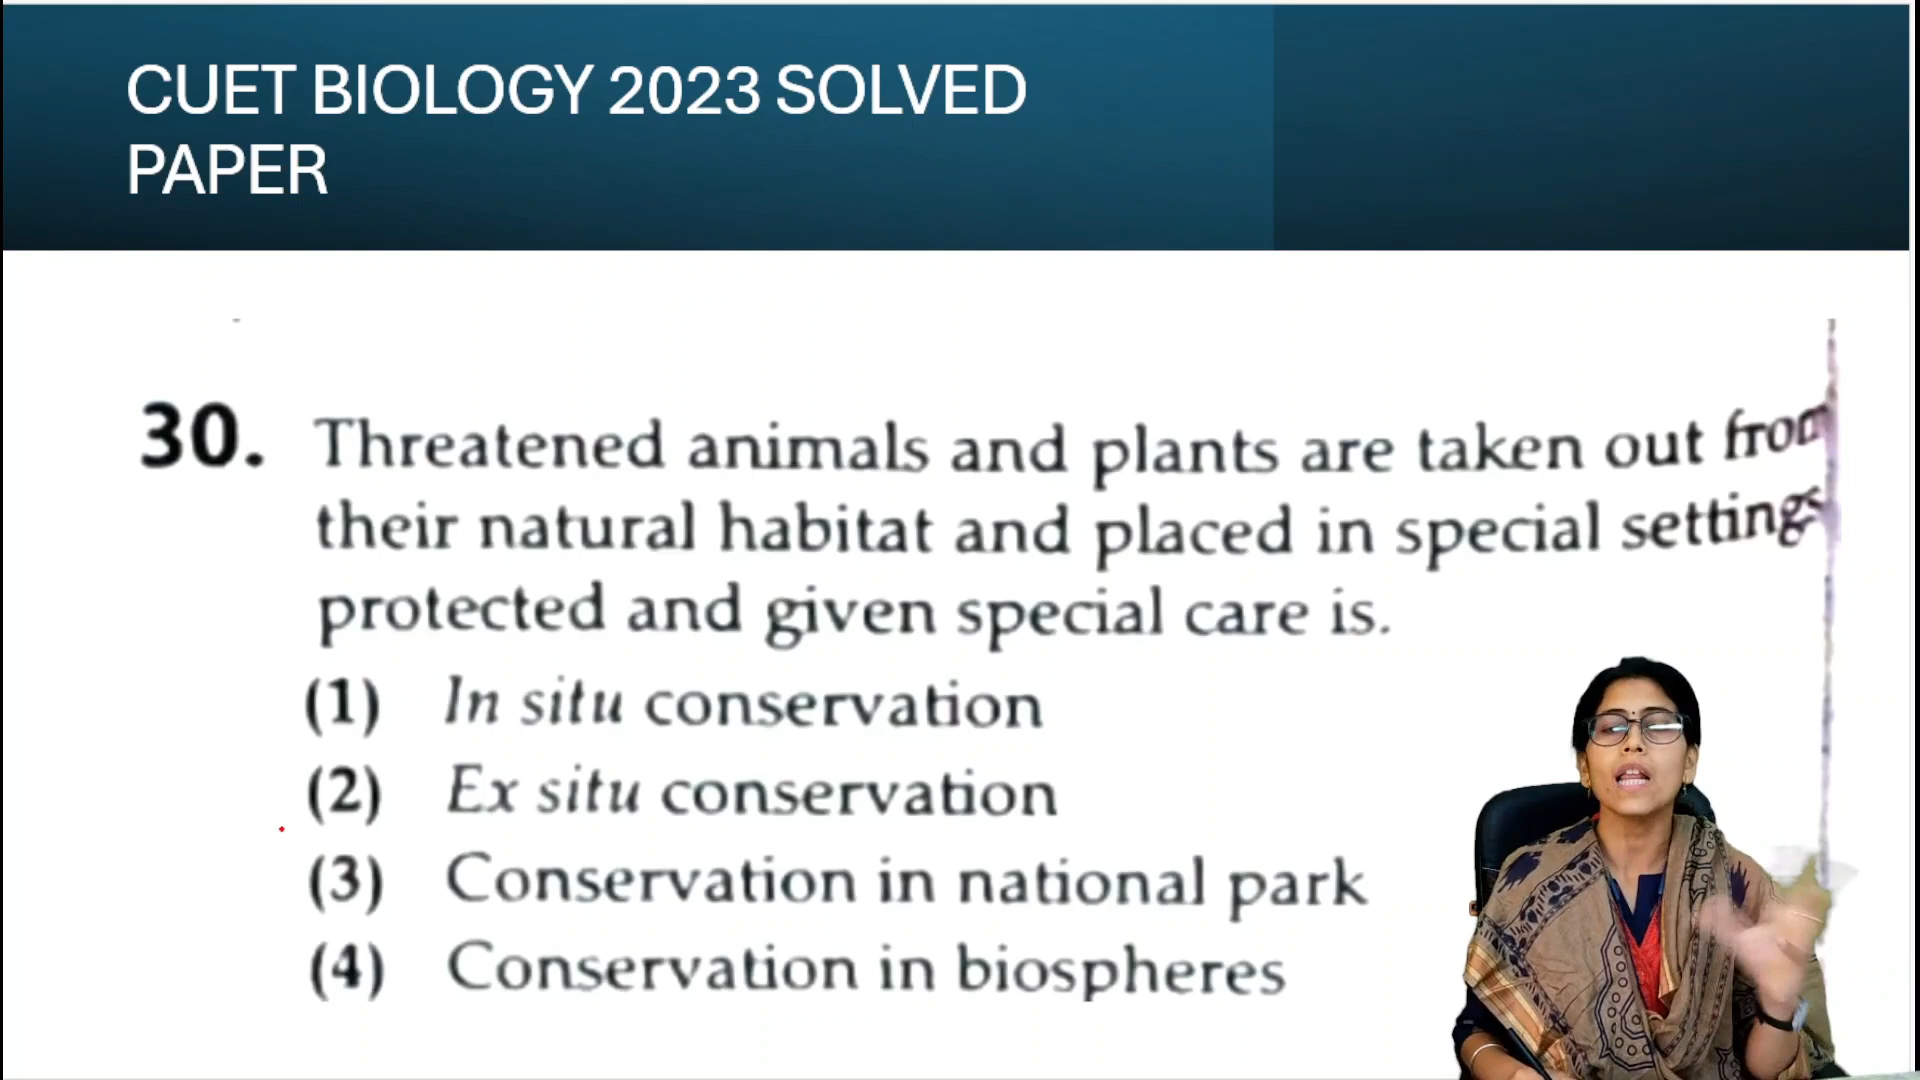 CUET BIOLOGY 2023 SOLVED
PAPER
30. Threatened animals and plants are taken out from
their natural habitat and placed in special settings
protected and given special care is.
(1) In situ conservation
(2) Ex situ conservation
(3) Conservation in national park
(4) Conservation in biospheres